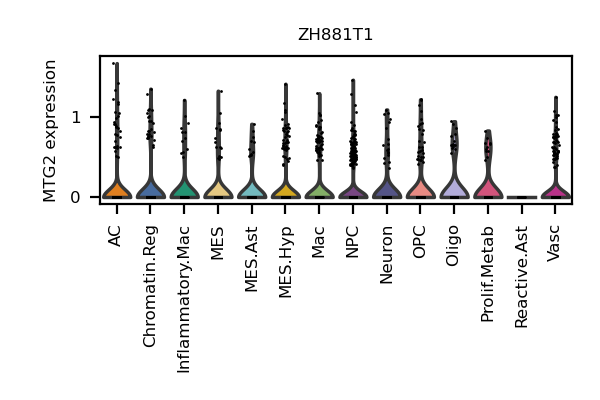 ZH881T1
MTG2 expression
1
0
AC
Chromatin.Reg
Inflammatory.Mac
MES
MES.Ast
MES.Hyp
Mac
NPC
Neuron
OPC
Oligo
Prolif.Metab
Reactive.Ast
Vasc